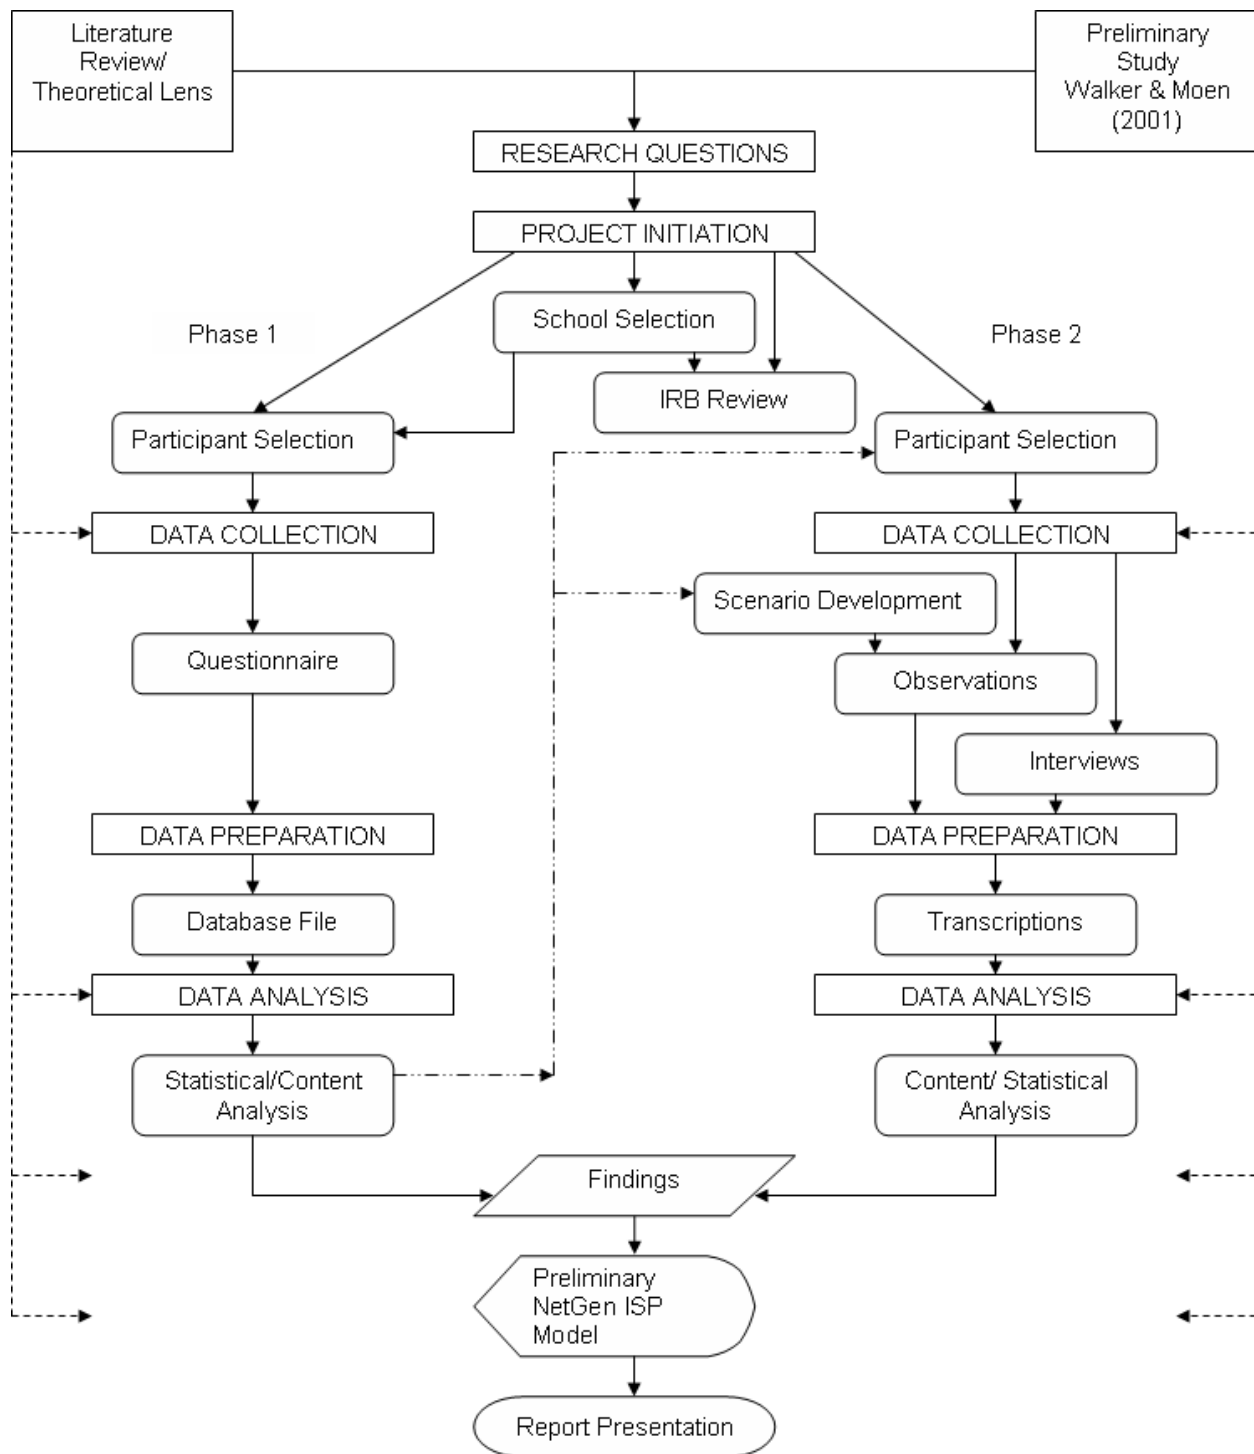 Literature
Review/
Theoretical Lens
Preliminary
Study
Walker & Moen
(2001)
RESEARCH QUESTIONS
PROJECT INITIATION
School Selection
Phase 1
Phase 2
IRB Review
Participant Selection
Participant Selection
DATA COLLECTION
DATA COLLECTION
Scenario Development
Questionnaire
Observations
Interviews
DATA PREPARATION
DATA PREPARATION
Database File
Transcriptions
DATA ANALYSIS
DATA ANALYSIS
Statistical/Content
Analysis
Content/ Statistical
Analysis
Findings
Preliminary
NetGen ISP
Model
Report Presentation